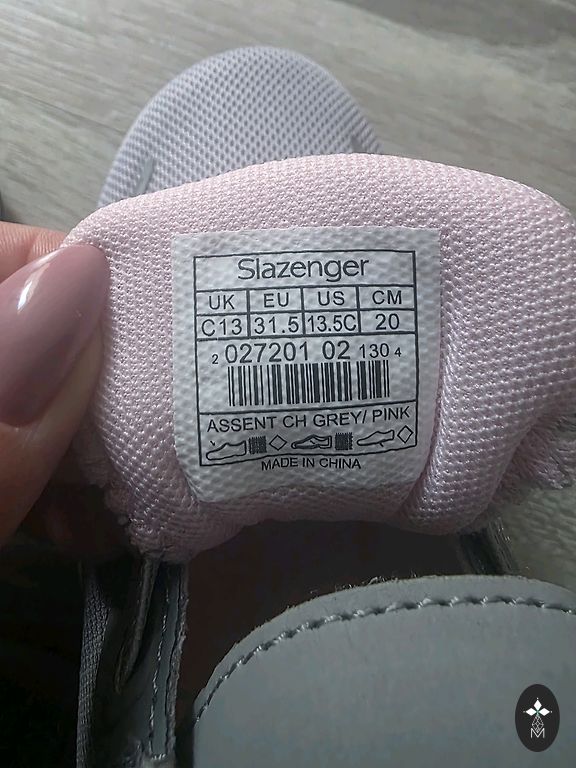 Slazenger
UK EU US CM
C13 31.5 13.5C 20
2 027201 02 130 4
ASSENT CH GREY/ PINK
MADE IN CHINA
M